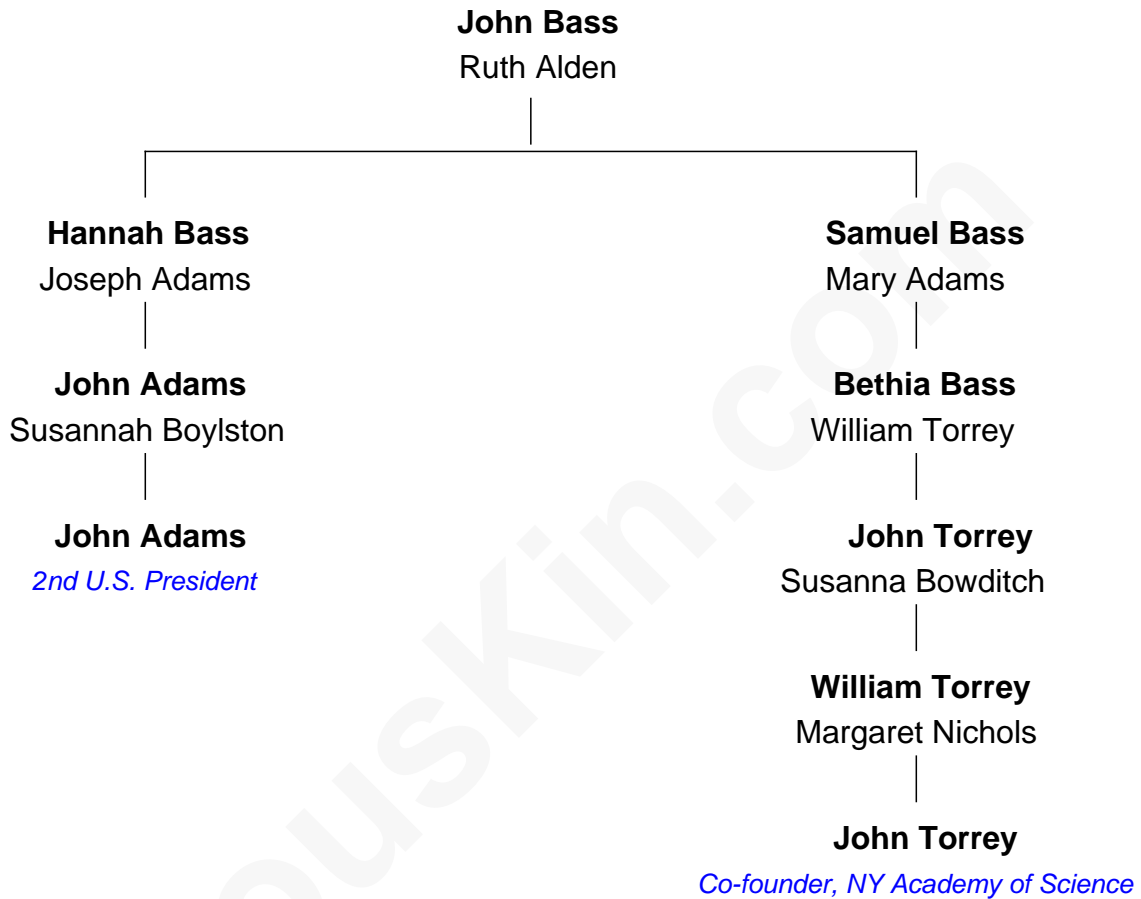 John Bass
Ruth Alden
Hannah Bass
Joseph Adams
Samuel Bass
Mary Adams
John Adams
Susannah Boylston
Bethia Bass
William Torrey
John Adams
2nd U.S. President
John Torrey
Susanna Bowditch
William Torrey
Margaret Nichols
John Torrey
Co-founder, NY Academy of Science